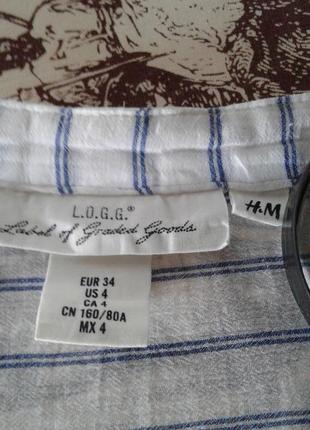 L.O.G.G.®
Label of Graded Goods
H&M
EUR 34
US 4
CA 4
CN 160/80A
MX 4